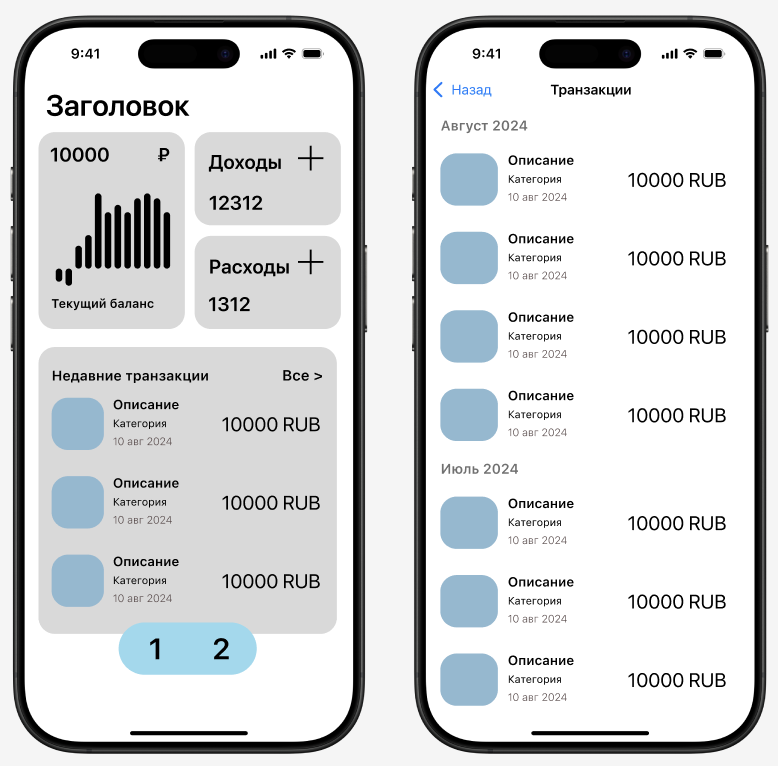 9:41
Заголовок
10000 ₽
Текущий баланс
Доходы
12312
Расходы
1312
Недавние транзакции Все >
Описание
Категория
10 авг 2024
10000 RUB
Описание
Категория
10 авг 2024
10000 RUB
Описание
Категория
10 авг 2024
10000 RUB
1 2
9:41
Назад Транзакции
Август 2024
Описание
Категория
10 авг 2024
10000 RUB
Описание
Категория
10 авг 2024
10000 RUB
Описание
Категория
10 авг 2024
10000 RUB
Описание
Категория
10 авг 2024
10000 RUB
Июль 2024
Описание
Категория
10 авг 2024
10000 RUB
Описание
Категория
10 авг 2024
10000 RUB
Описание
Категория
10 авг 2024
10000 RUB